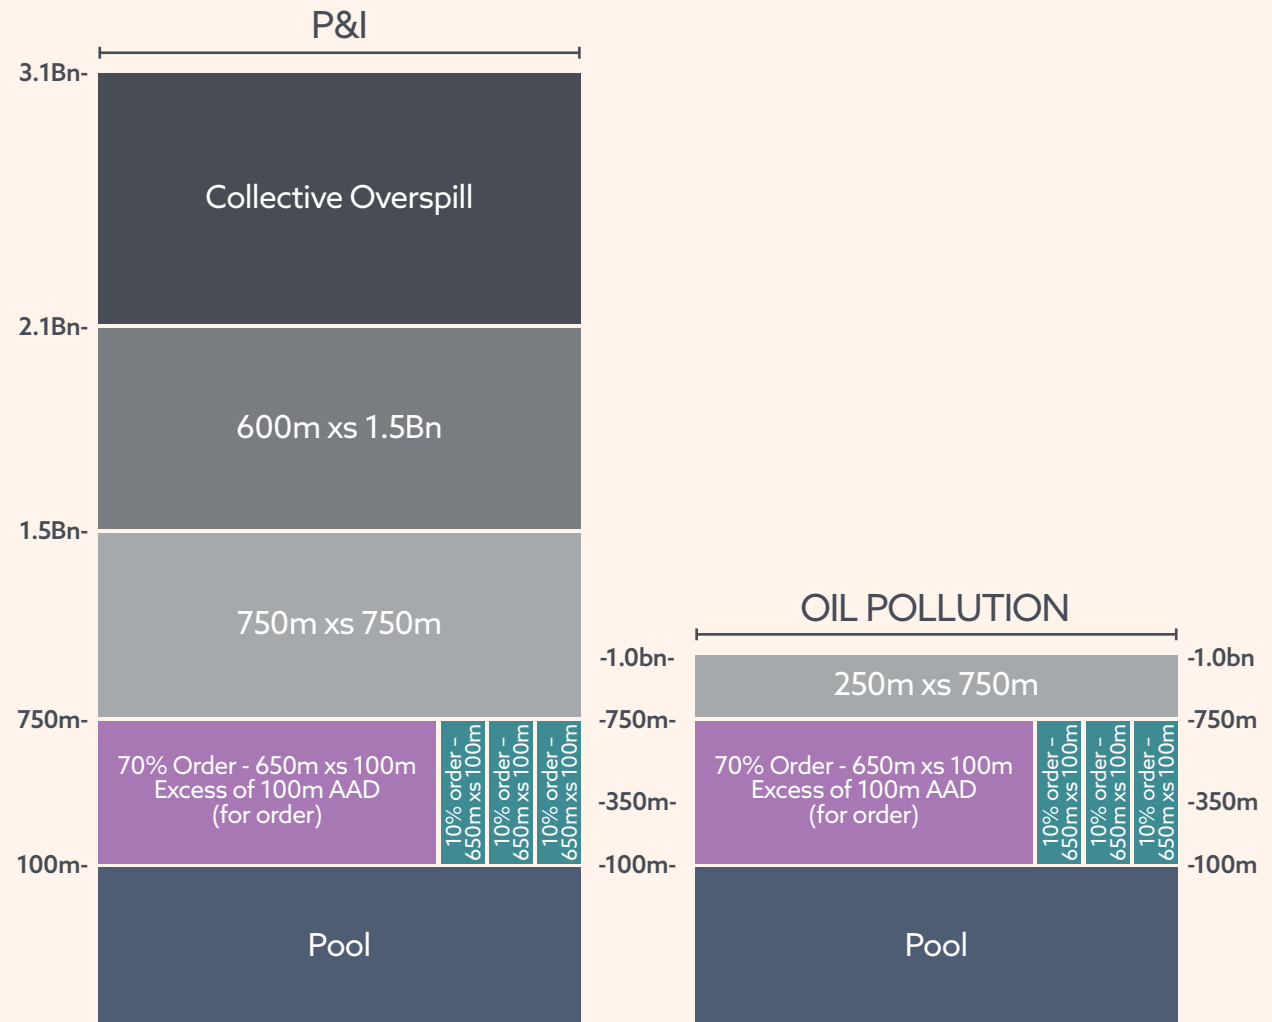 P&I
3.1Bn-
Collective Overspill
2.1Bn-
600m xs 1.5Bn
1.5Bn-
750m xs 750m
750m-
70% Order - 650m xs 100m
Excess of 100m AAD
(for order)
10% order –
650m xs 100m
10% order –
650m xs 100m
10% order –
650m xs 100m
100m-
Pool
OIL POLLUTION
-1.0bn-
-1.0bn
250m xs 750m
-750m-
-750m
70% Order - 650m xs 100m
Excess of 100m AAD
(for order)
10% order –
650m xs 100m
10% order –
650m xs 100m
10% order –
650m xs 100m
-350m-
-350m
-100m-
-100m
Pool